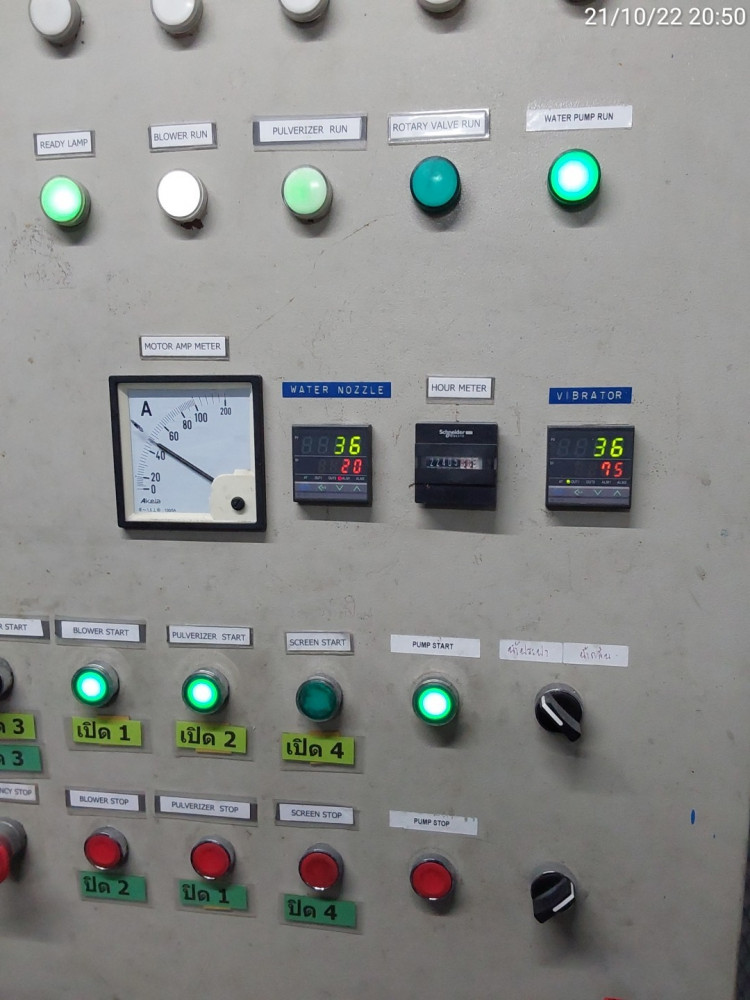 21/10/22 20:50
READY LAMP
BLOWER RUN
PULVERIZER RUN
ROTARY VALVE RUN
WATER PUMP RUN
MOTOR AMP METER
WATER NOZZLE
HOUR METER
VIBRATOR
A
200
100
80
60
40
20
0
36
20
Schneider
36
75
R START
BLOWER START
PULVERIZER START
SCREEN START
PUMP START
เปิด 1
เปิด 2
เปิด 4
3
3
NCY STOP
BLOWER STOP
PULVERIZER STOP
SCREEN STOP
PUMP STOP
ปิด 2
ปิด 1
ปิด 4